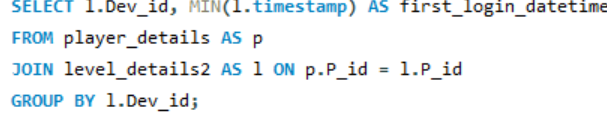 SELECT l.Dev_id, MIN(l.timestamp) AS first_login_datetime
FROM player_details AS p
JOIN level_details2 AS l ON p.P_id = l.P_id
GROUP BY l.Dev_id;